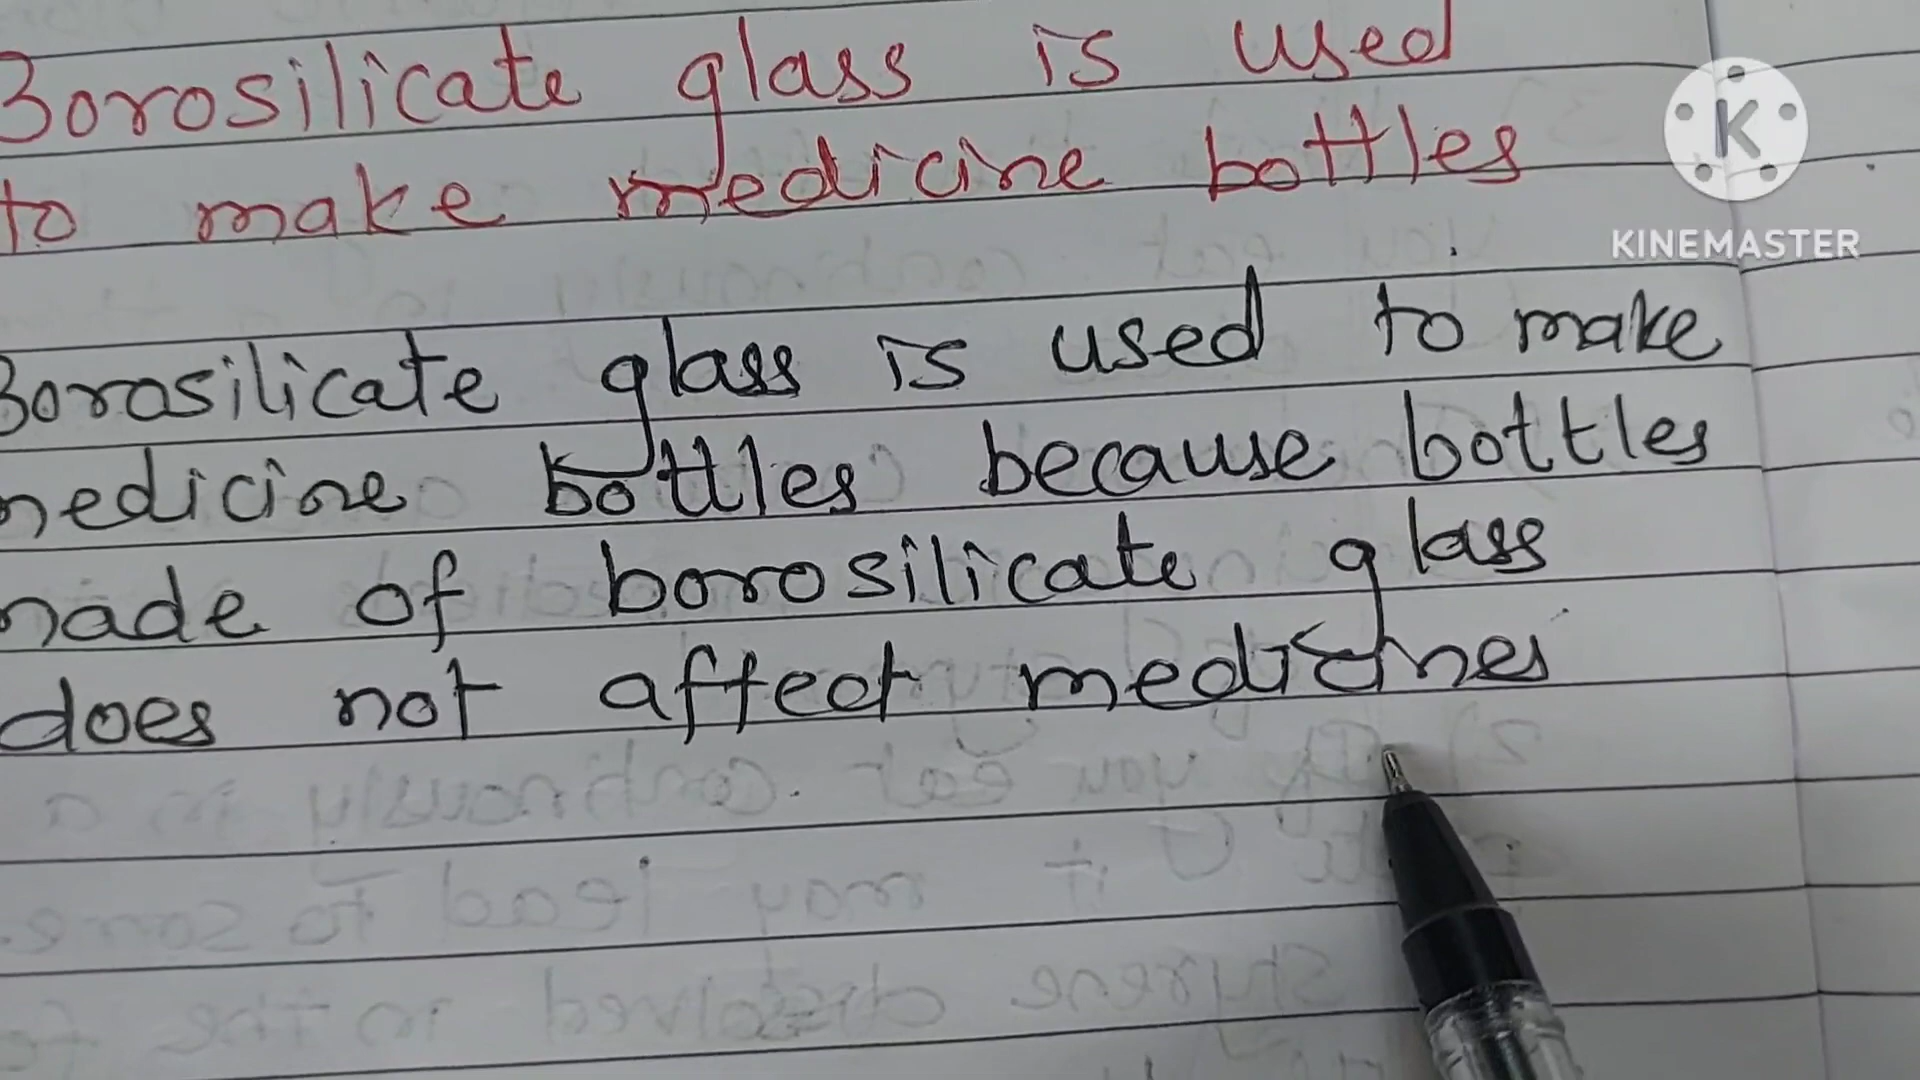 Borosilicate glass is used
to make medicine bottles
KINEMASTER
Borosilicate glass is used to make
medicine bottles because bottles
made of borosilicate glass
does not affect medicines